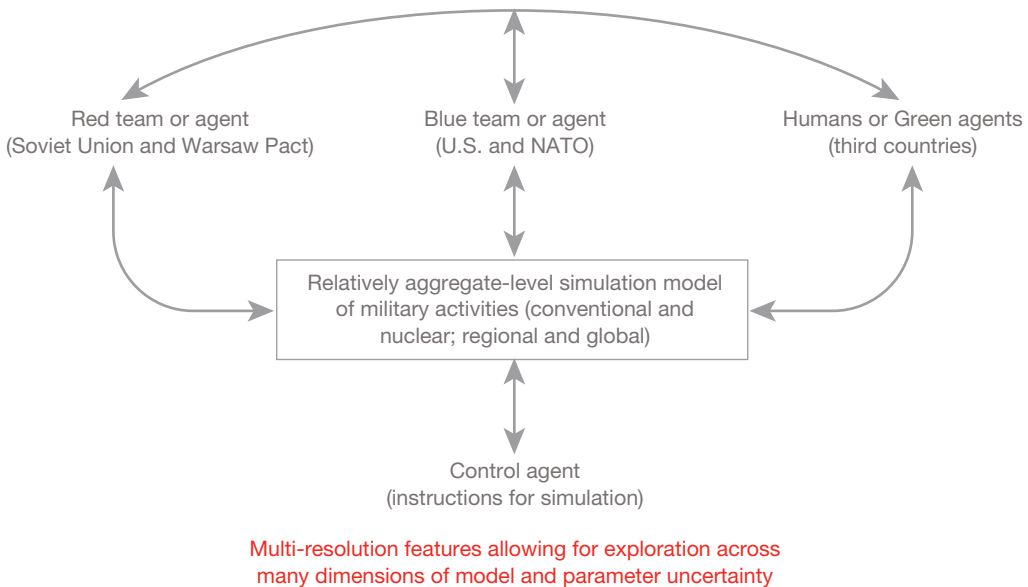 Red team or agent
(Soviet Union and Warsaw Pact)
Blue team or agent
(U.S. and NATO)
Humans or Green agents
(third countries)
Relatively aggregate-level simulation model
of military activities (conventional and
nuclear; regional and global)
Control agent
(instructions for simulation)
Multi-resolution features allowing for exploration across
many dimensions of model and parameter uncertainty